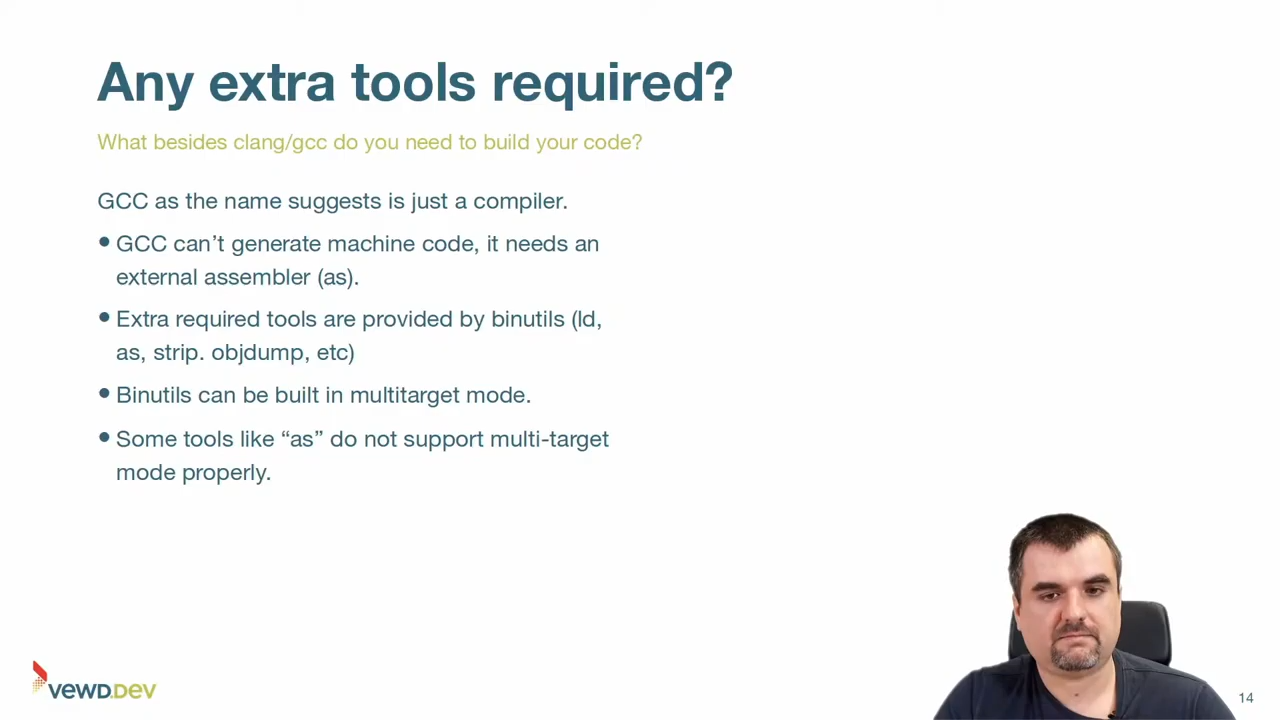 Any extra tools required?
What besides clang/gcc do you need to build your code?
GCC as the name suggests is just a compiler.
• GCC can’t generate machine code, it needs an
external assembler (as).
• Extra required tools are provided by binutils (ld,
as, strip. objdump, etc)
• Binutils can be built in multitarget mode.
• Some tools like “as” do not support multi-target
mode properly.
VEWD.DEV
14